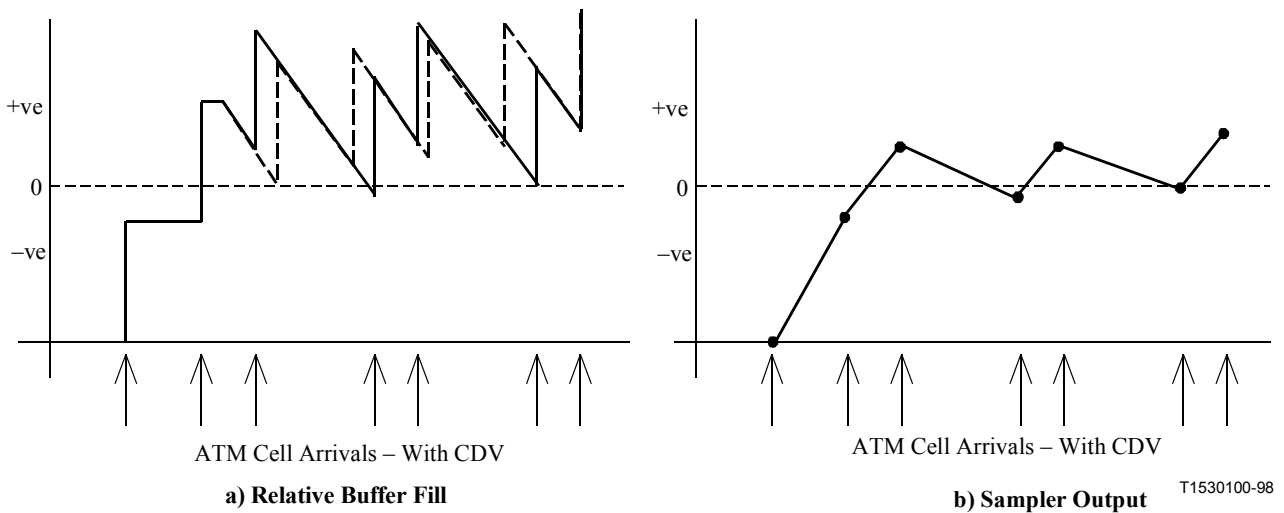 +ve
0
–ve
ATM Cell Arrivals – With CDV
a) Relative Buffer Fill
+ve
0
–ve
ATM Cell Arrivals – With CDV
b) Sampler Output
T1530100-98